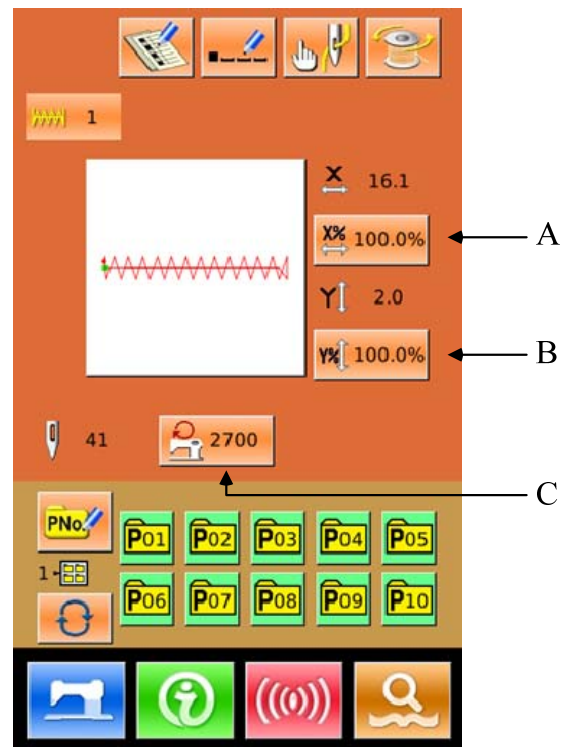 1
X 16.1
X% 100.0% A
Y 2.0
Y% 100.0% B
41 2700
C
PNo.
P01 P02 P03 P04 P05
1-
P06 P07 P08 P09 P10